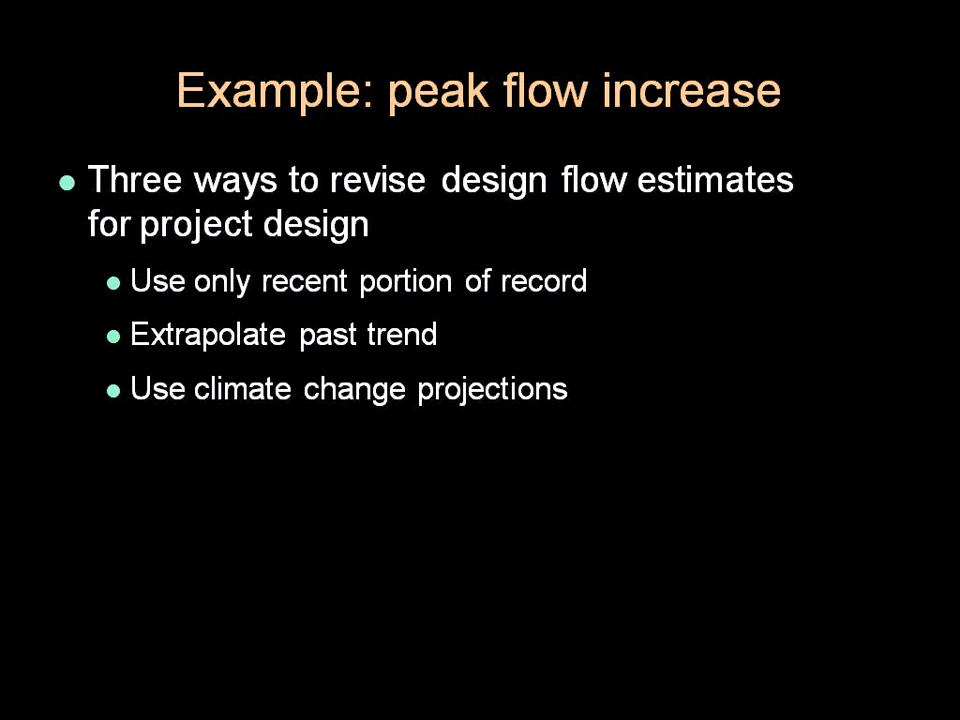 Example: peak flow increase
Three ways to revise design flow estimates
for project design
Use only recent portion of record
Extrapolate past trend
Use climate change projections